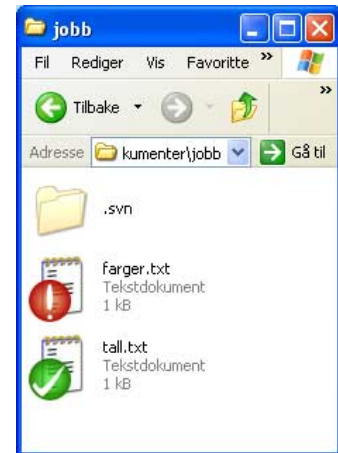 jobb
Fil Rediger Vis Favoritte »
Tilbake »
Adresse kumenter\jobb Gå til
.svn
farger.txt
Tekstdokument
1 kB
tall.txt
Tekstdokument
1 kB